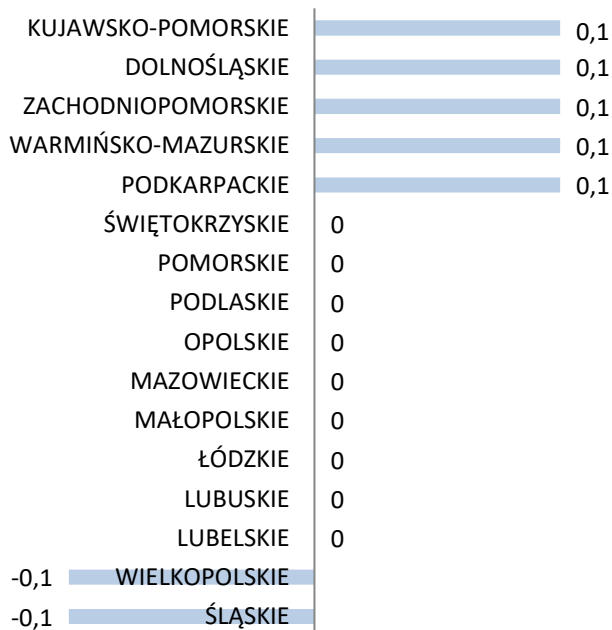 KUJAWSKO-POMORSKIE 0,1
DOLNOŚLĄSKIE 0,1
ZACHODNIOPOMORSKIE 0,1
WARMIŃSKO-MAZURSKIE 0,1
PODKARPACKIE 0,1
ŚWIĘTOKRZYSKIE 0
POMORSKIE 0
PODLASKIE 0
OPOLSKIE 0
MAZOWIECKIE 0
MAŁOPOLSKIE 0
ŁÓDZKIE 0
LUBUSKIE 0
LUBELSKIE 0
-0,1 WIELKOPOLSKIE
-0,1 ŚLĄSKIE